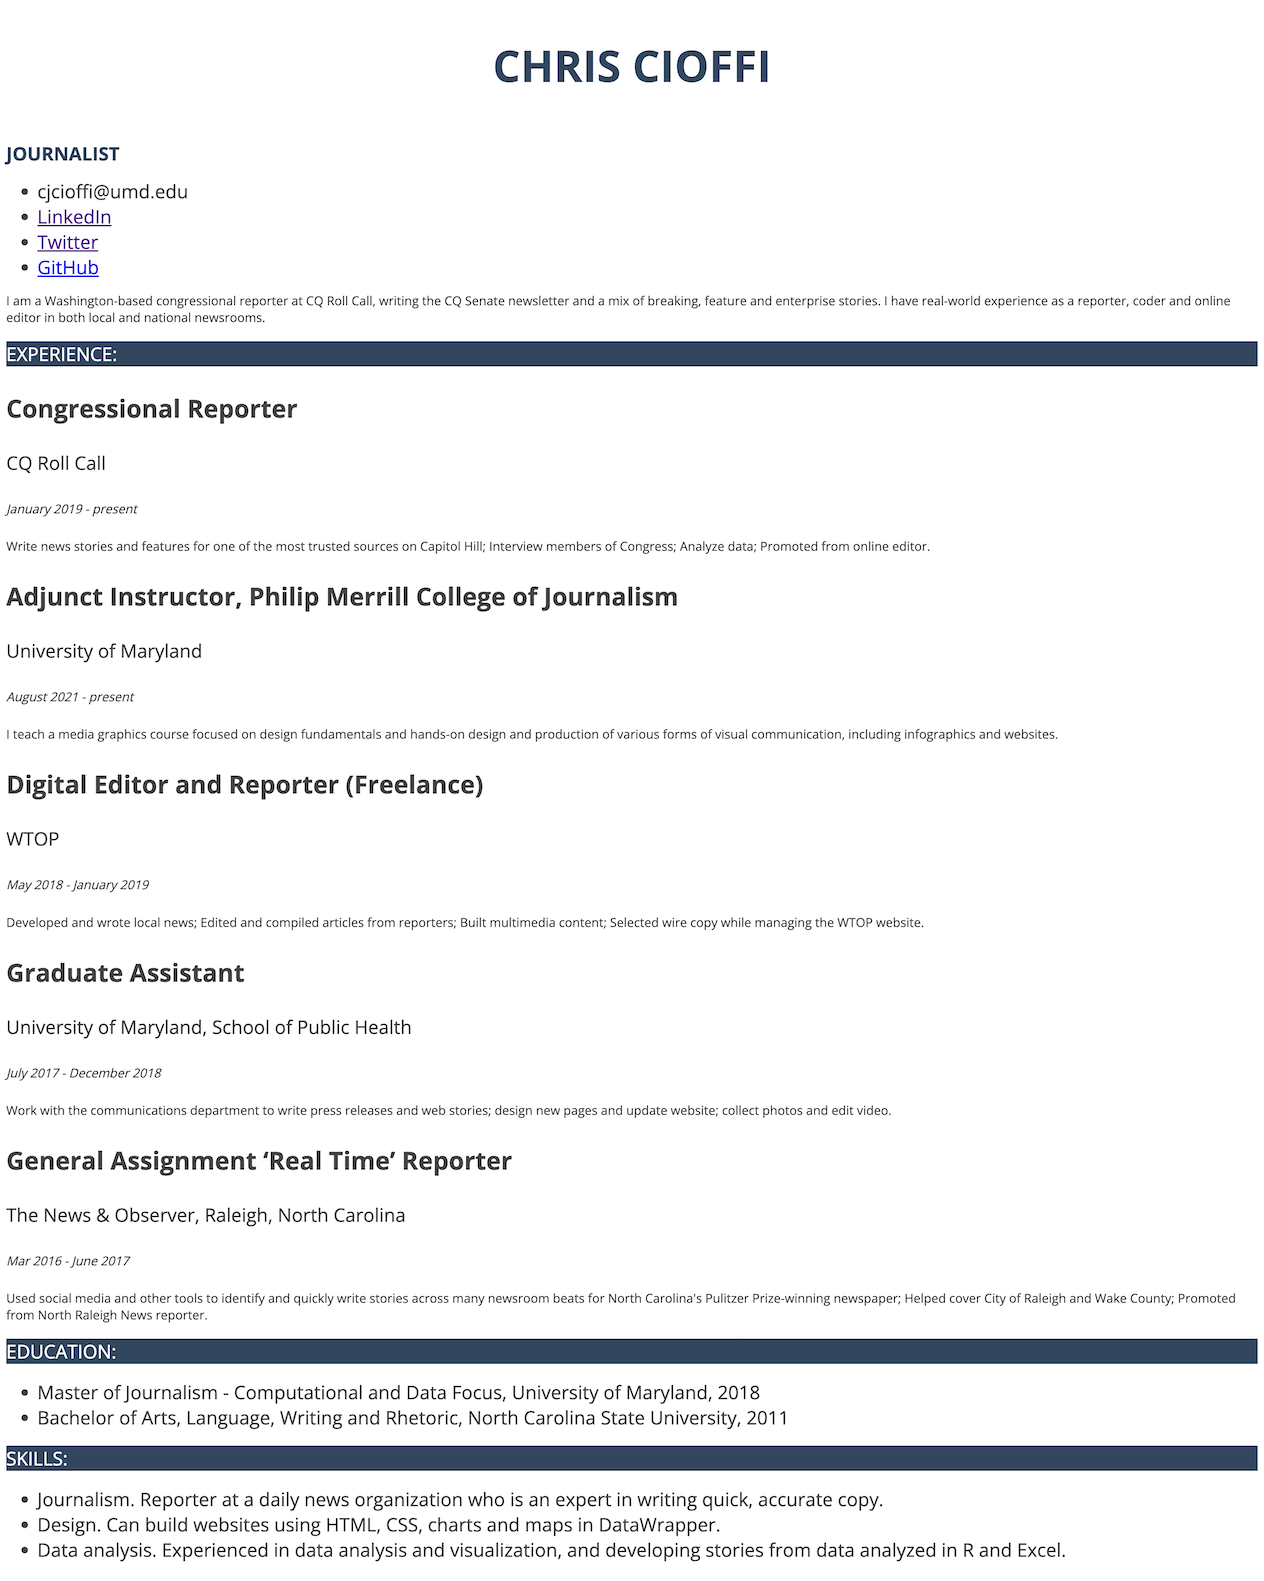 CHRIS CIOFFI
JOURNALIST
cjcioffi@umd.edu
LinkedIn
Twitter
GitHub
I am a Washington-based congressional reporter at CQ Roll Call, writing the CQ Senate newsletter and a mix of breaking, feature and enterprise stories. I have real-world experience as a reporter, coder and online
editor in both local and national newsrooms.
EXPERIENCE:
Congressional Reporter
CQ Roll Call
January 2019 - present
Write news stories and features for one of the most trusted sources on Capitol Hill; Interview members of Congress; Analyze data; Promoted from online editor.
Adjunct Instructor, Philip Merrill College of Journalism
University of Maryland
August 2021 - present
I teach a media graphics course focused on design fundamentals and hands-on design and production of various forms of visual communication, including infographics and websites.
Digital Editor and Reporter (Freelance)
WTOP
May 2018 - January 2019
Developed and wrote local news; Edited and compiled articles from reporters; Built multimedia content; Selected wire copy while managing the WTOP website.
Graduate Assistant
University of Maryland, School of Public Health
July 2017 - December 2018
Work with the communications department to write press releases and web stories; design new pages and update website; collect photos and edit video.
General Assignment ‘Real Time’ Reporter
The News & Observer, Raleigh, North Carolina
Mar 2016 - June 2017
Used social media and other tools to identify and quickly write stories across many newsroom beats for North Carolina's Pulitzer Prize-winning newspaper; Helped cover City of Raleigh and Wake County; Promoted
from North Raleigh News reporter.
EDUCATION:
Master of Journalism - Computational and Data Focus, University of Maryland, 2018
Bachelor of Arts, Language, Writing and Rhetoric, North Carolina State University, 2011
SKILLS:
Journalism. Reporter at a daily news organization who is an expert in writing quick, accurate copy.
Design. Can build websites using HTML, CSS, charts and maps in DataWrapper.
Data analysis. Experienced in data analysis and visualization, and developing stories from data analyzed in R and Excel.